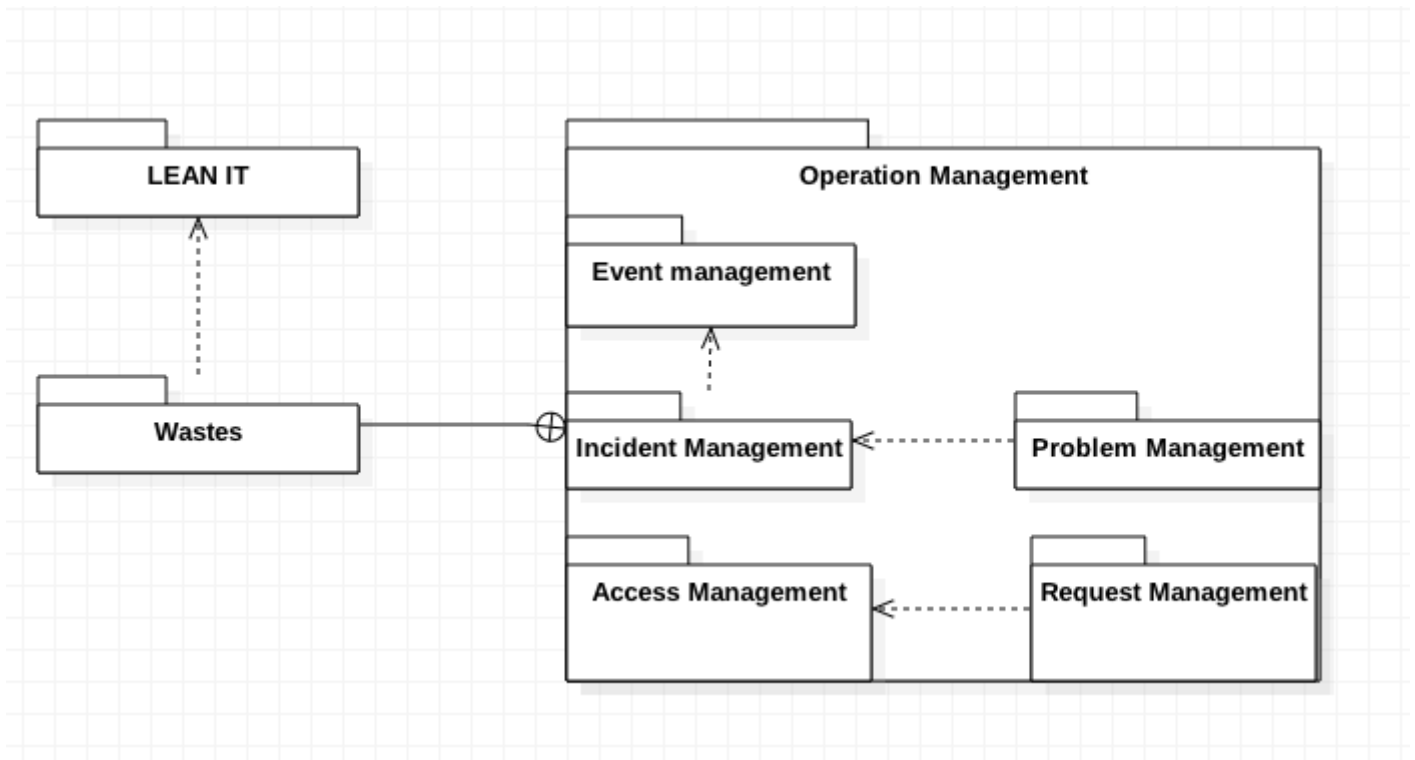 LEAN IT
Operation Management
Event management
Wastes
Incident Management
Problem Management
Access Management
Request Management